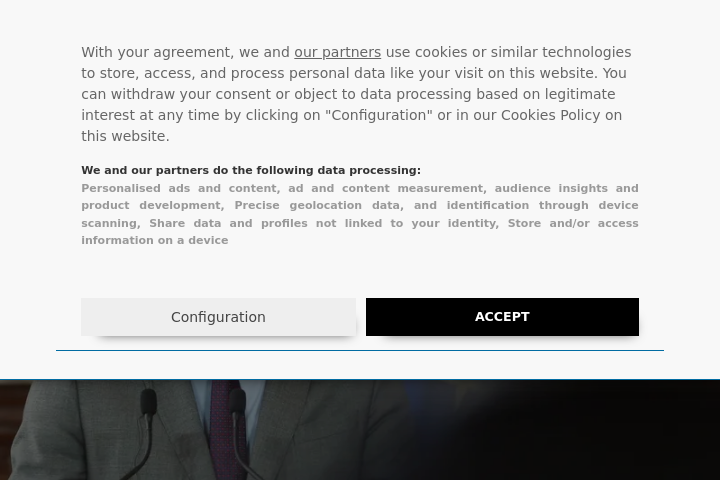 With your agreement, we and our partners use cookies or similar technologies
to store, access, and process personal data like your visit on this website. You
can withdraw your consent or object to data processing based on legitimate
interest at any time by clicking on "Configuration" or in our Cookies Policy on
this website.
We and our partners do the following data processing:
Personalised ads and content, ad and content measurement, audience insights and
product development, Precise geolocation data, and identification through device
scanning, Share data and profiles not linked to your identity, Store and/or access
information on a device
Configuration
ACCEPT